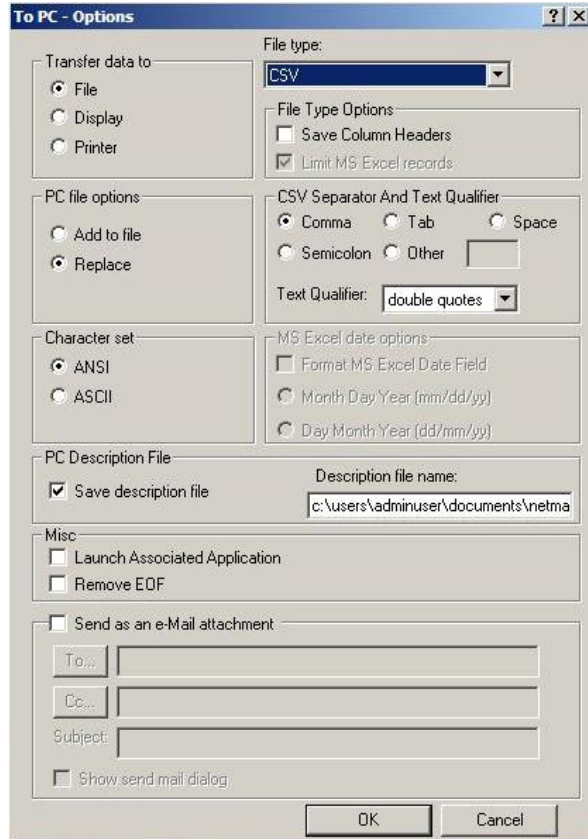 To PC - Options
File type:
CSV
Transfer data to
File
Display
Printer
File Type Options
Save Column Headers
Limit MS Excel records
PC file options
Add to file
Replace
CSV Separator And Text Qualifier
Comma Tab Space
Semicolon Other
Text Qualifier: double quotes
Character set
ANSI
ASCII
MS Excel date options
Format MS Excel Date Field
Month Day Year (mm/dd/yy)
Day Month Year (dd/mm/yy)
PC Description File
Save description file
Description file name:
c:\users\adminuser\documents\netma
Misc
Launch Associated Application
Remove EOF
Send as an e-Mail attachment
To...
Cc...
Subject:
Show send mail dialog
OK Cancel